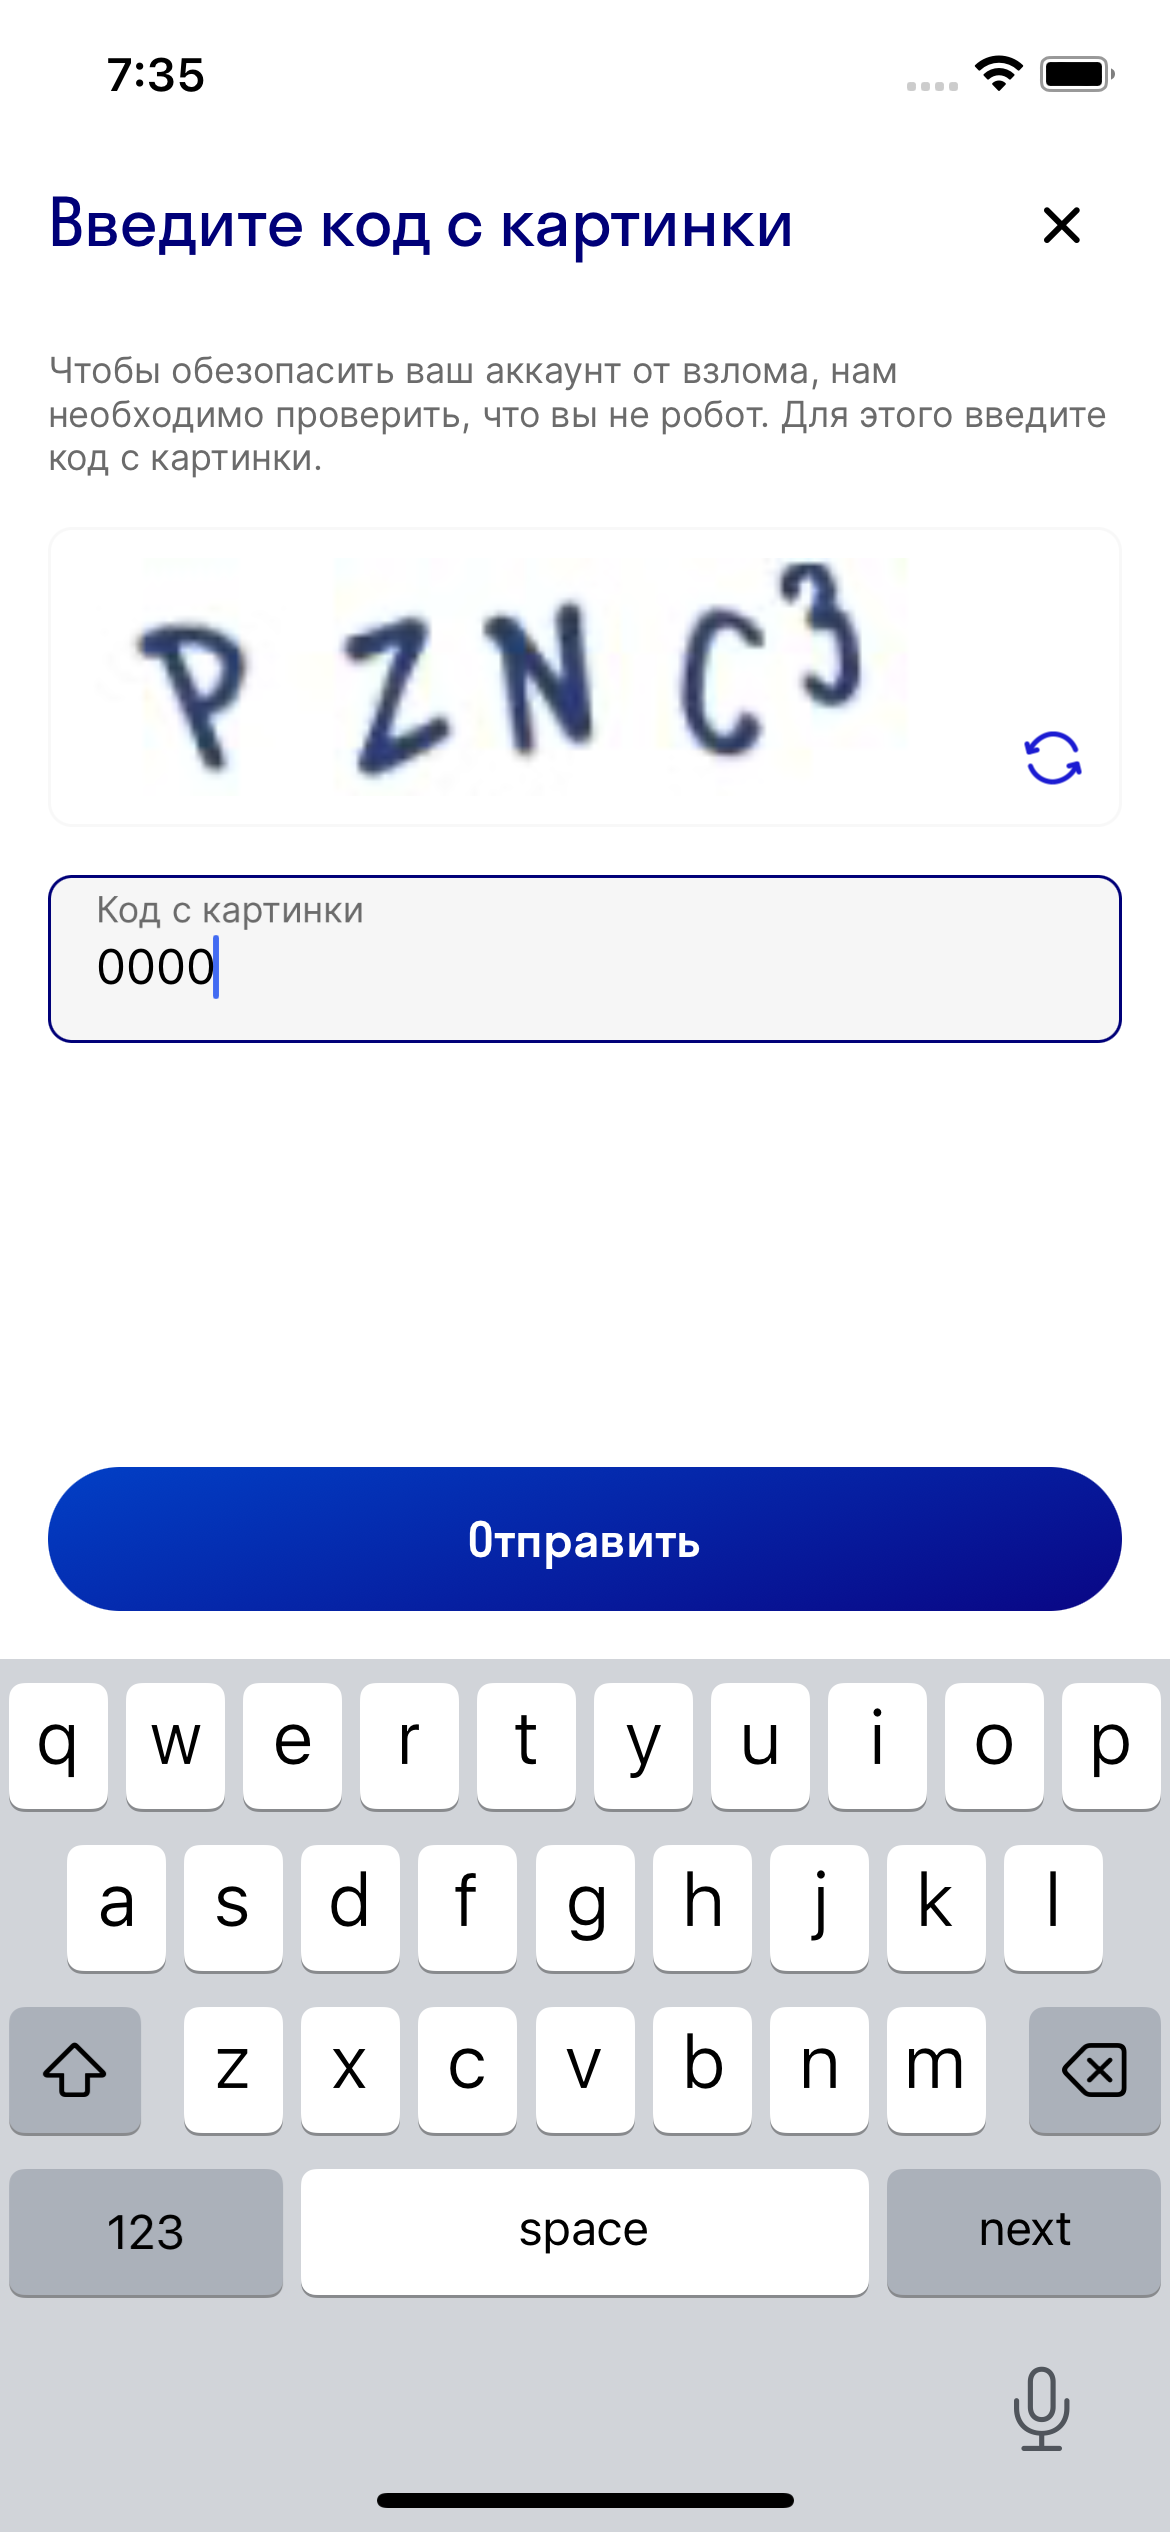 7:35
Введите код с картинки
Чтобы обезопасить ваш аккаунт от взлома, нам
необходимо проверить, что вы не робот. Для этого введите
код с картинки.
P Z N C 3
Код с картинки
0000
Отправить
q w e r t y u i o p
a s d f g h j k l
z x c v b n m
123 space next